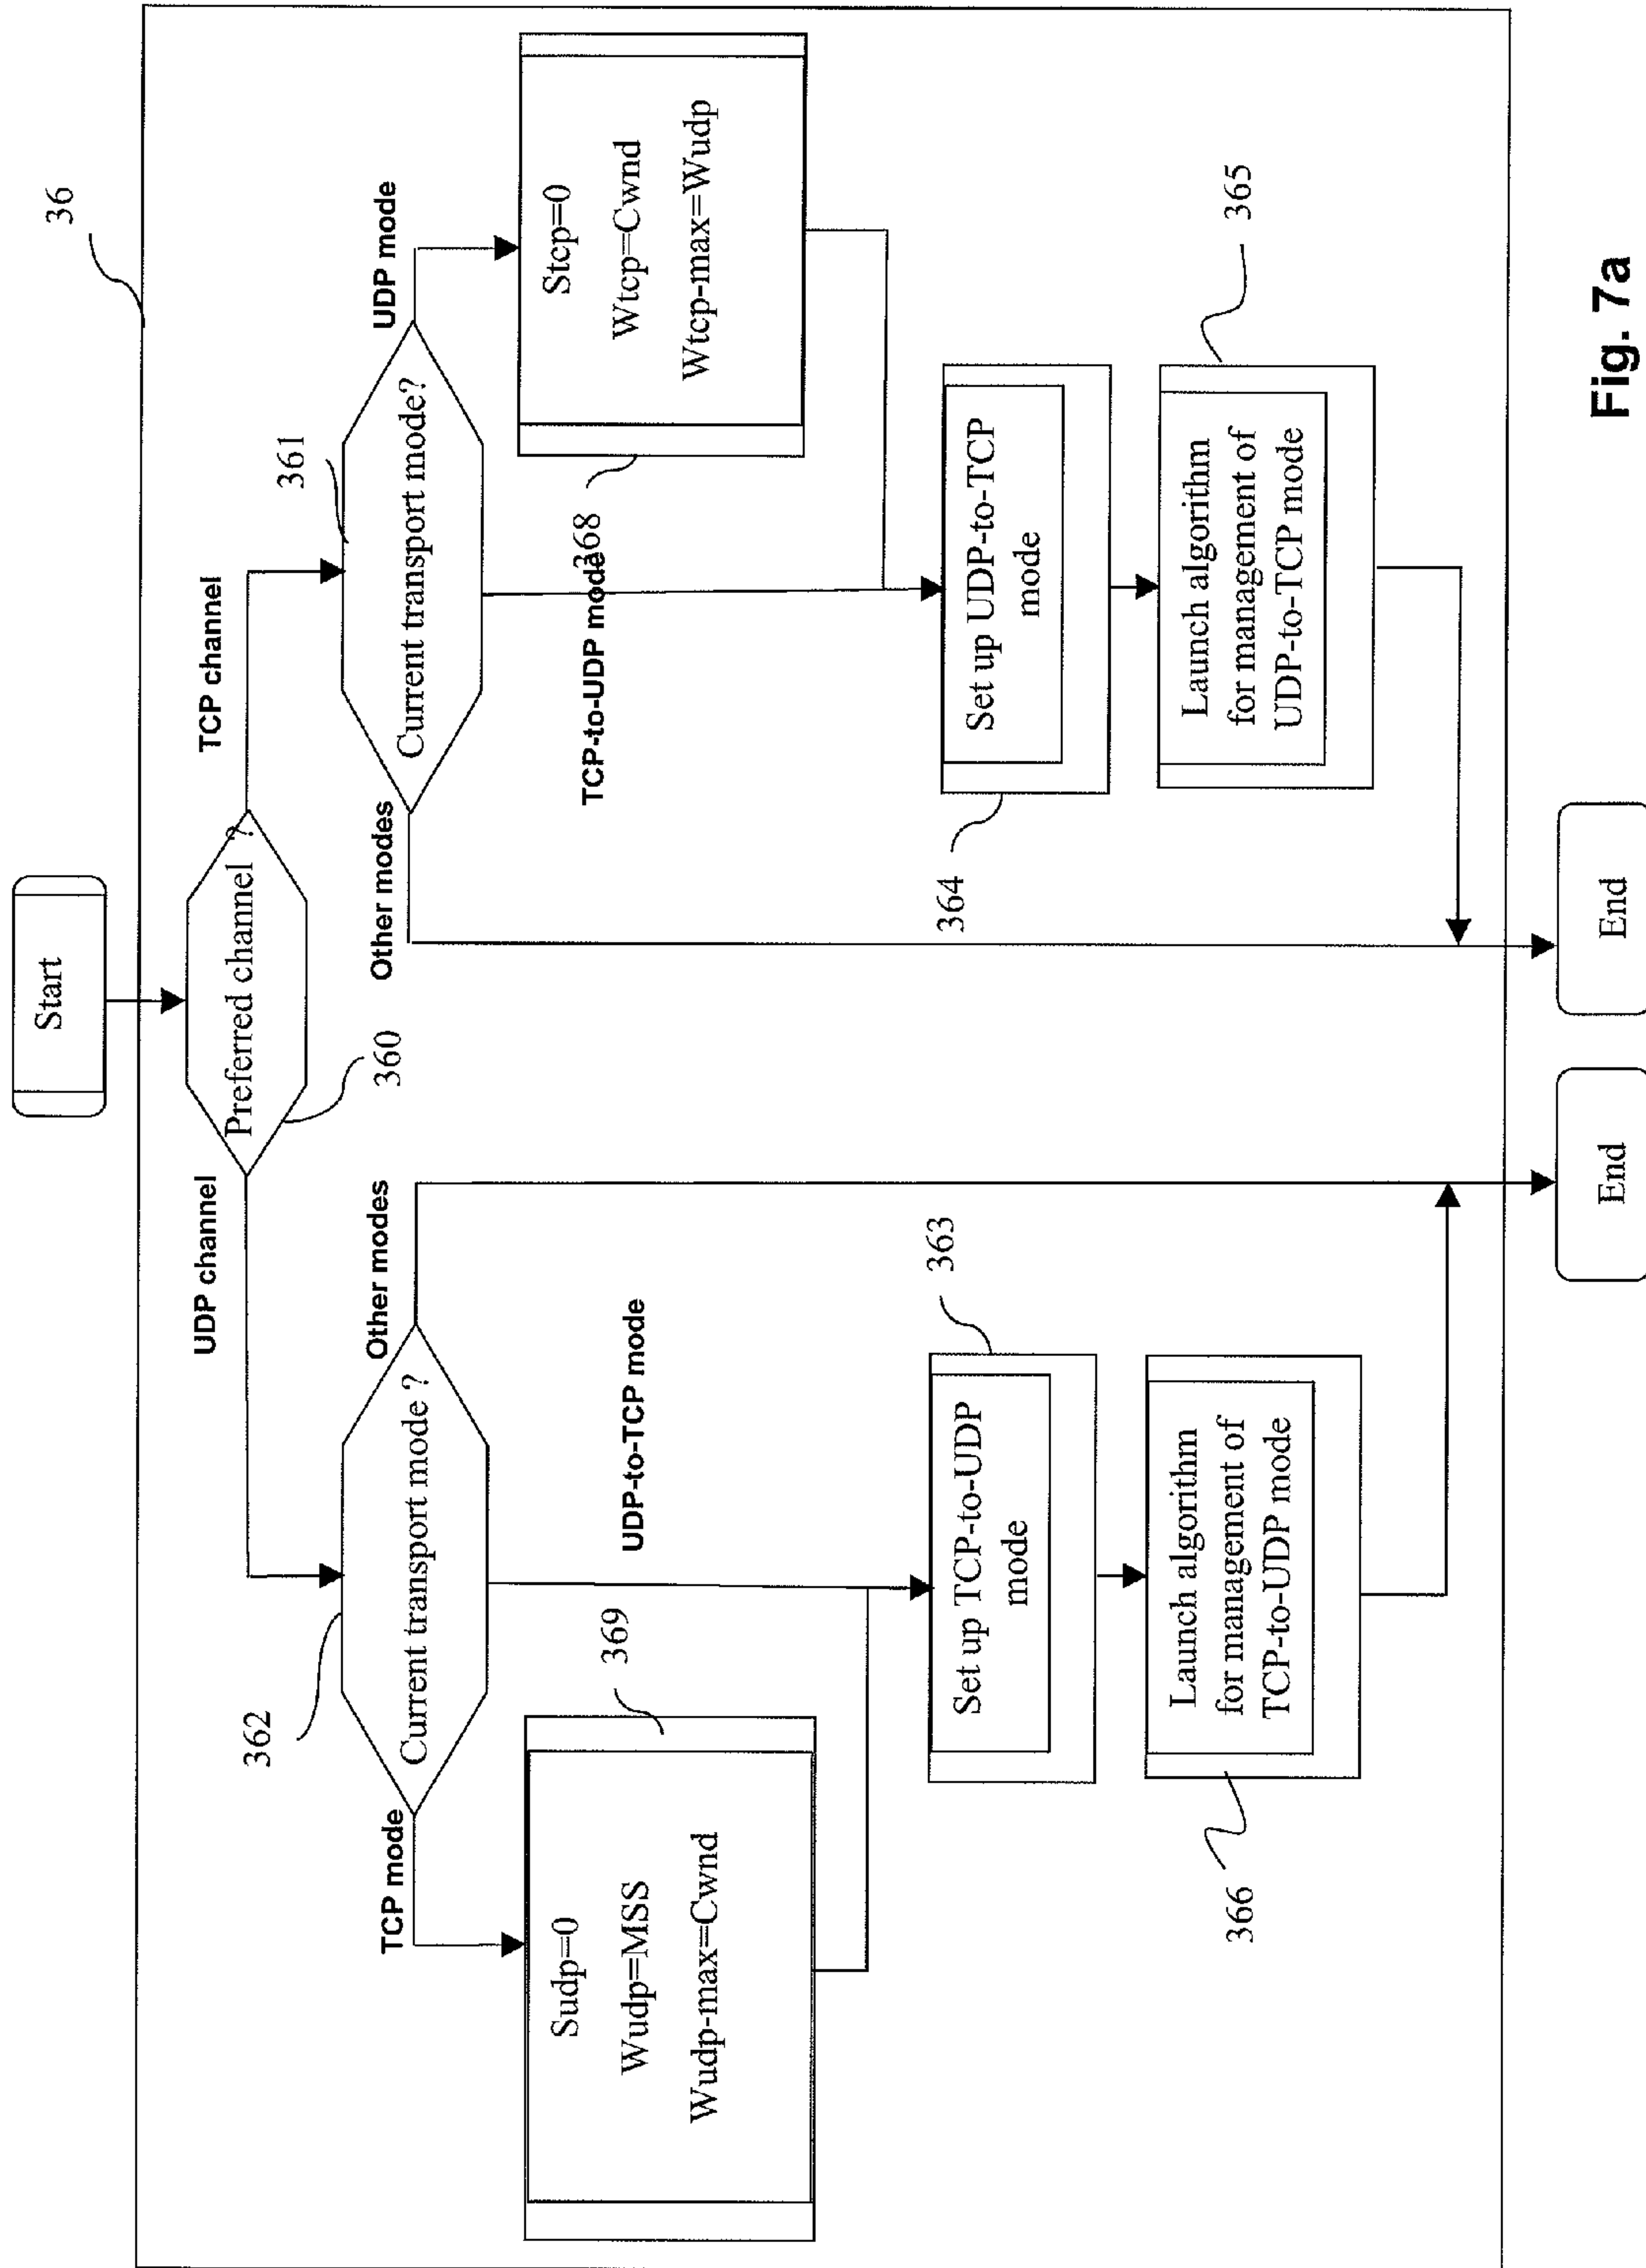 Start
36
Preferred channel ?
360
UDP channel
TCP channel
362
Current transport mode ?
TCP mode
Other modes
UDP-to-TCP mode
361
Current transport mode?
Other modes
UDP mode
TCP-to-UDP mode
369
Sudp=0
Wudp=MSS
Wudp-max=Cwnd
368
Stcp=0
Wtcp=Cwnd
Wtcp-max=Wudp
363
Set up TCP-to-UDP
mode
364
Set up UDP-to-TCP
mode
366
Launch algorithm
for management of
TCP-to-UDP mode
365
Launch algorithm
for management of
UDP-to-TCP mode
End
End
Fig. 7a